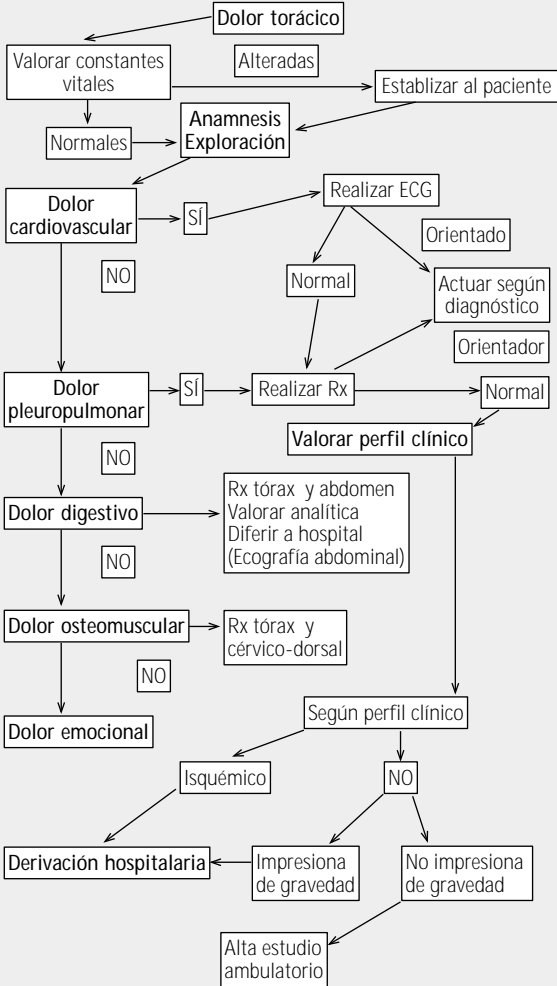 Dolor torácico
Valorar constantes
vitales
Alteradas
Establizar al paciente
Normales
Anamnesis
Exploración
Dolor
cardiovascular
SÍ
Realizar ECG
Orientado
NO
Normal
Actuar según
diagnóstico
Orientador
Dolor
pleuropulmonar
SÍ
Realizar Rx
Normal
Valorar perfil clínico
NO
Dolor digestivo
Rx tórax y abdomen
Valorar analítica
Diferir a hospital
(Ecografía abdominal)
NO
Dolor osteomuscular
Rx tórax y
cérvico-dorsal
NO
Dolor emocional
Según perfil clínico
Isquémico
NO
Derivación hospitalaria
Impresiona
de gravedad
No impresiona
de gravedad
Alta estudio
ambulatorio